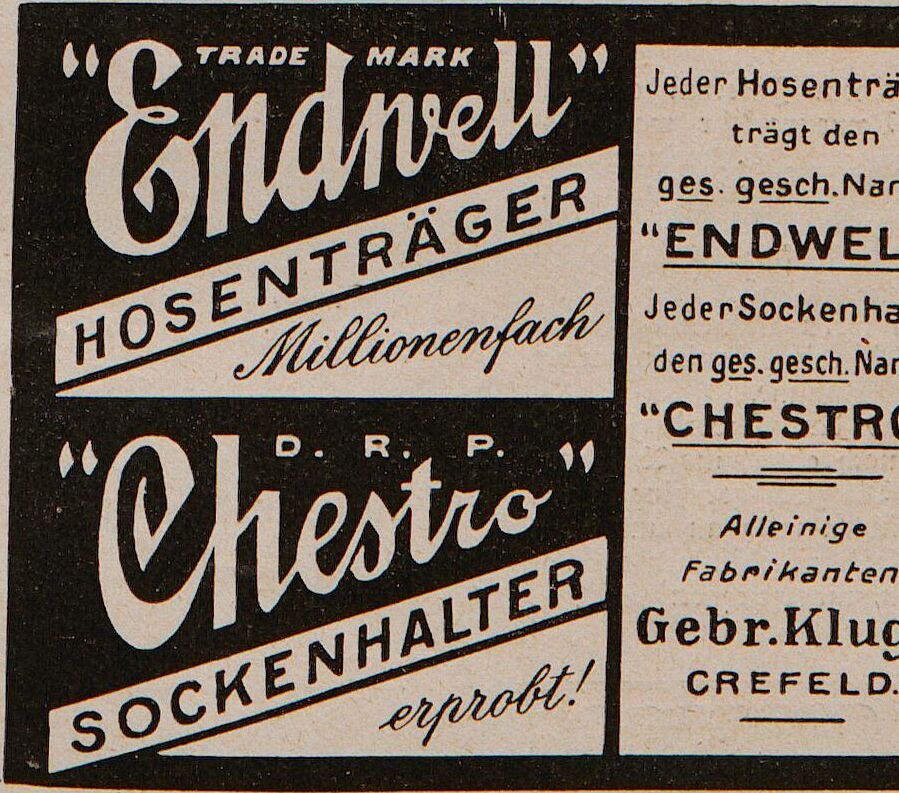 TRADE MARK
"Endwell"
HOSENTRÄGER
Millionenfach
D. R. P.
"Chestro"
SOCKENHALTER
erprobt!
Jeder Hosenträ
trägt den
ges. gesch. Nar
"ENDWEL
Jeder Sockenha
den ges. gesch. Nar
"CHESTRO
Alleinige
Fabrikanten
Gebr. Klug
CREFELD.